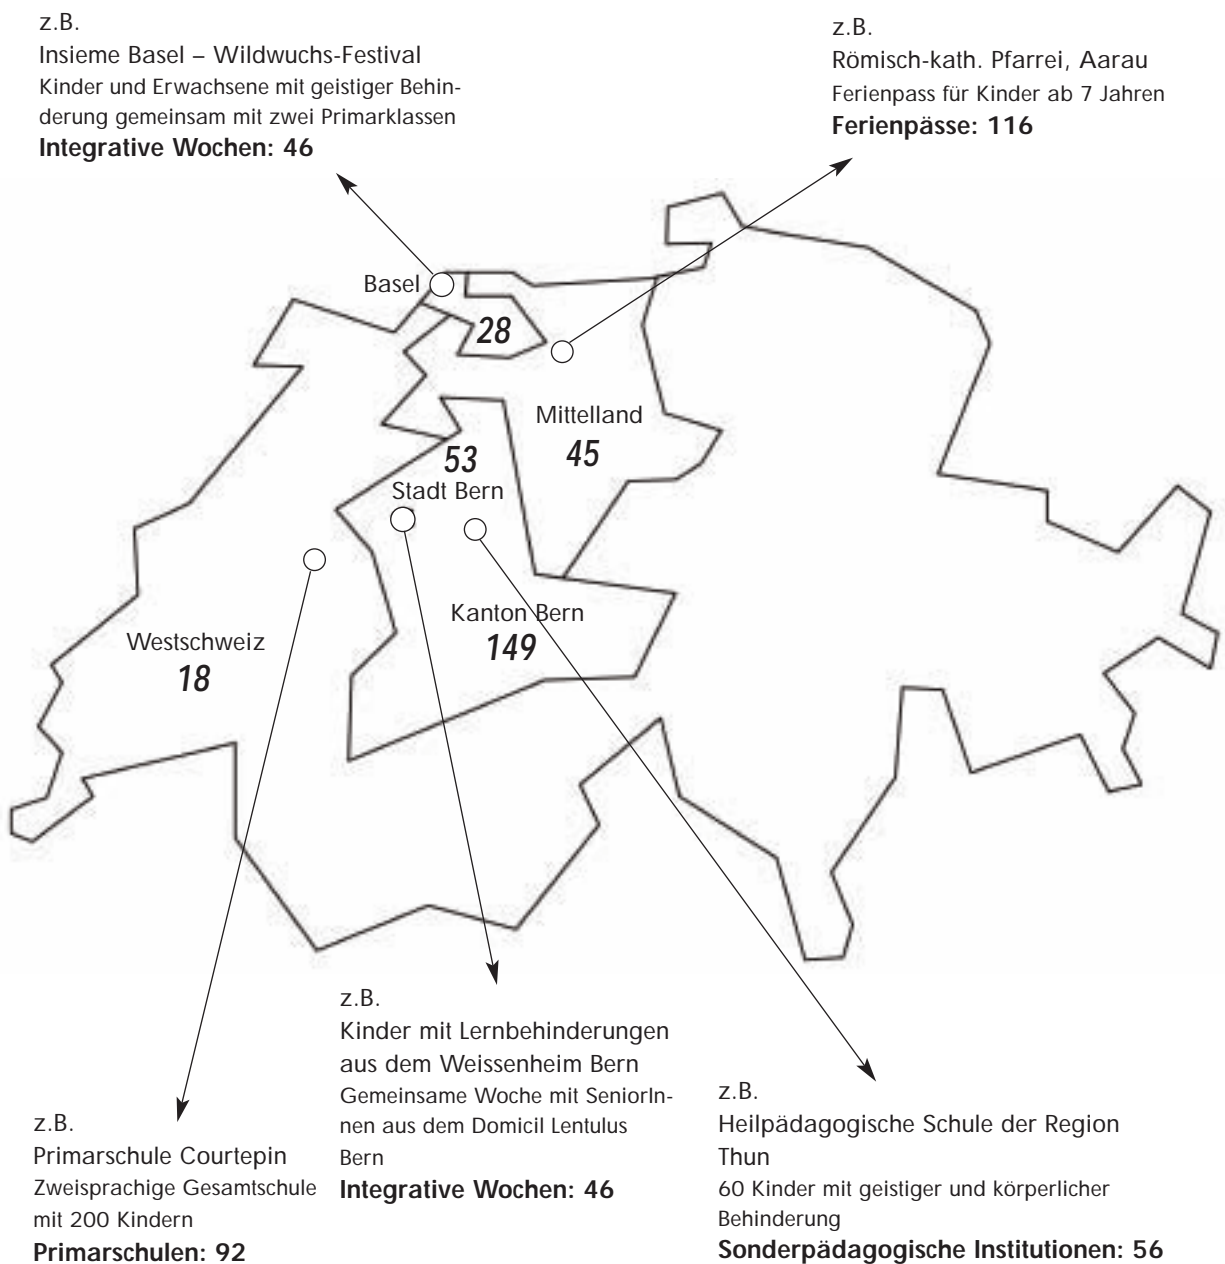 z.B.
Insieme Basel – Wildwuchs-Festival
Kinder und Erwachsene mit geistiger Behin-
derung gemeinsam mit zwei Primarklassen
Integrative Wochen: 46
z.B.
Römisch-kath. Pfarrei, Aarau
Ferienpass für Kinder ab 7 Jahren
Ferienpässe: 116
Basel
28
Mittelland
45
53
Stadt Bern
Kanton Bern
149
Westschweiz
18
z.B.
Primarschule Courtepin
Zweisprachige Gesamtschule
mit 200 Kindern
Primarschulen: 92
z.B.
Kinder mit Lernbehinderungen
aus dem Weissenheim Bern
Gemeinsame Woche mit SeniorIn-
nen aus dem Domicil Lentulus
Bern
Integrative Wochen: 46
z.B.
Heilpädagogische Schule der Region
Thun
60 Kinder mit geistiger und körperlicher
Behinderung
Sonderpädagogische Institutionen: 56